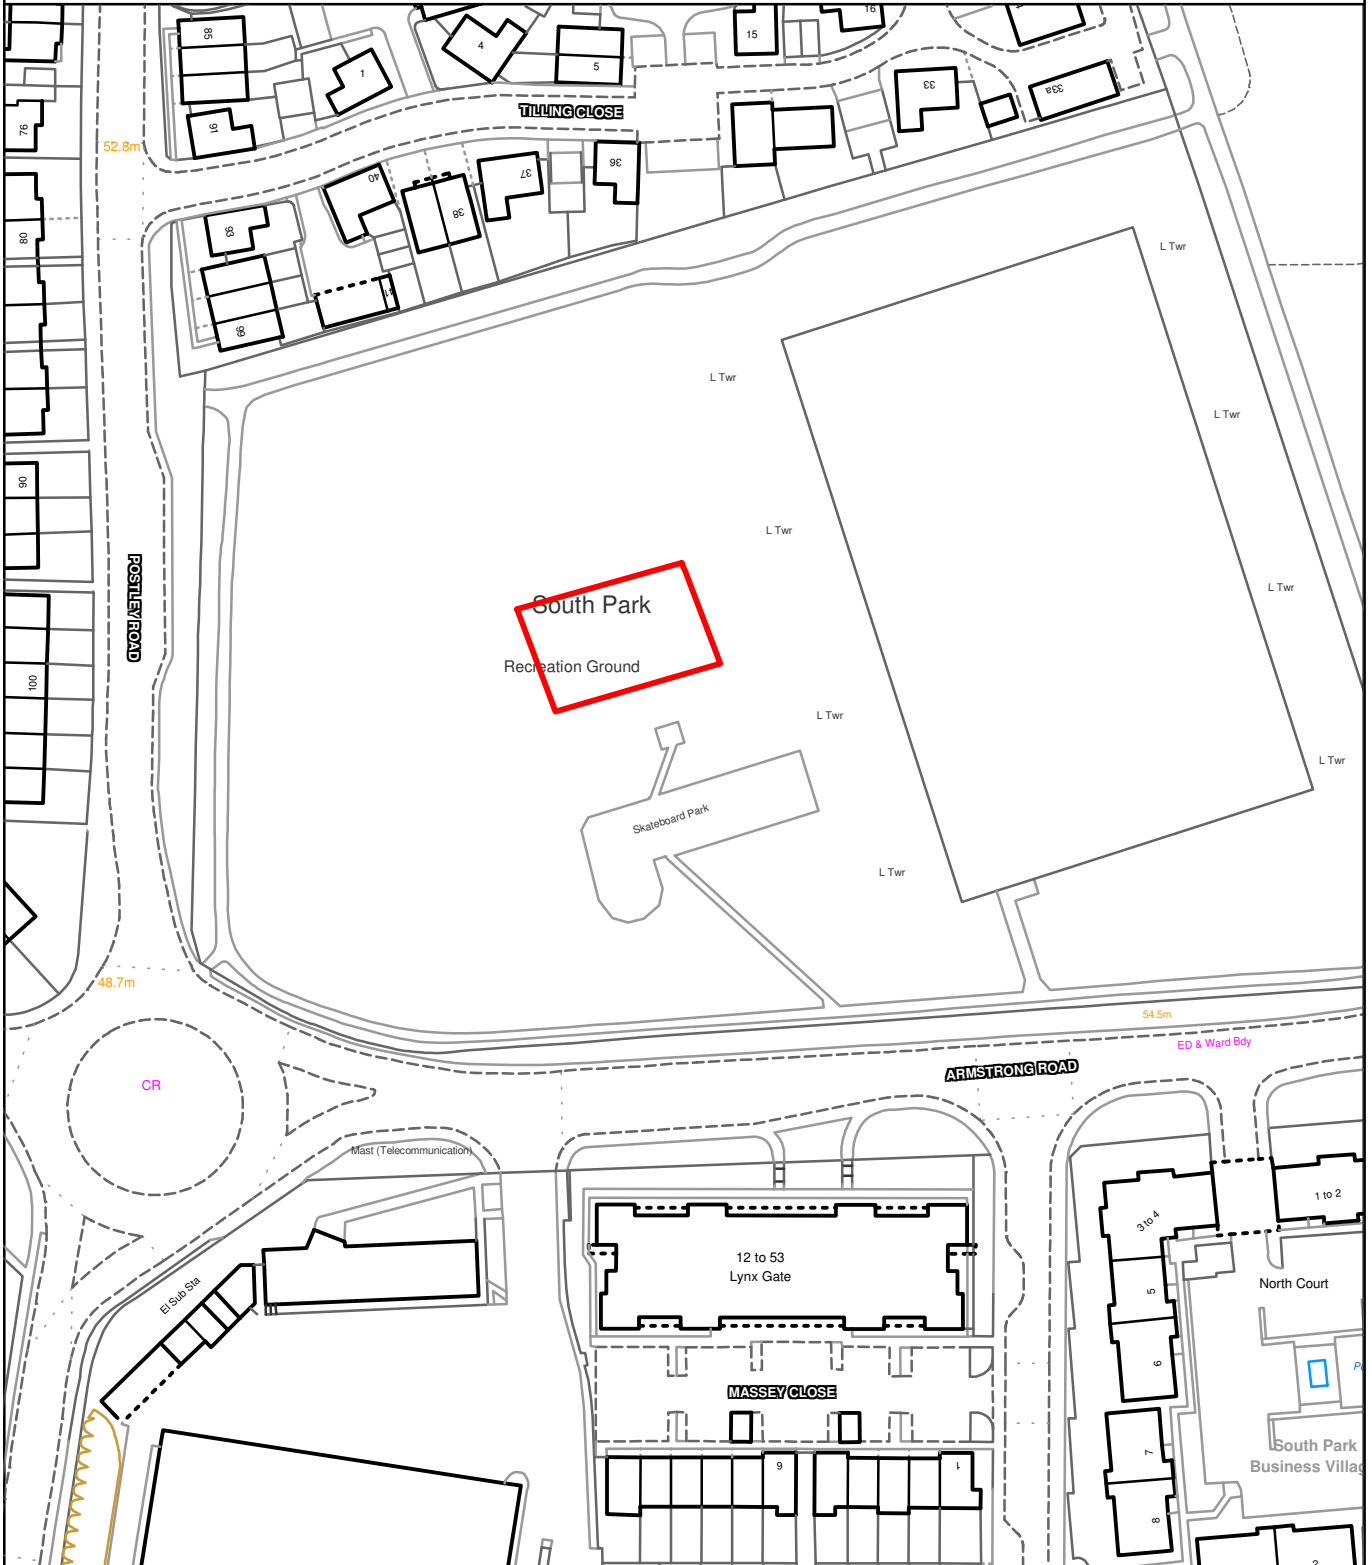 85
4
5
15
16
1
33
33a
TILLING CLOSE
76
91
52.8m
36
37
40
38
80
93
41
99
L Twr
L Twr
L Twr
90
L Twr
POSTLEY ROAD
South Park
L Twr
Recreation Ground
100
L Twr
L Twr
Skateboard Park
L Twr
48.7m
54.5m
ED & Ward Bdy
ARMSTRONG ROAD
CR
Mast (Telecommunication)
1 to 2
3 to 4
12 to 53
Lynx Gate
El Sub Sta
North Court
5
6
MASSEY CLOSE
7
South Park
Business Villag
6
1
8